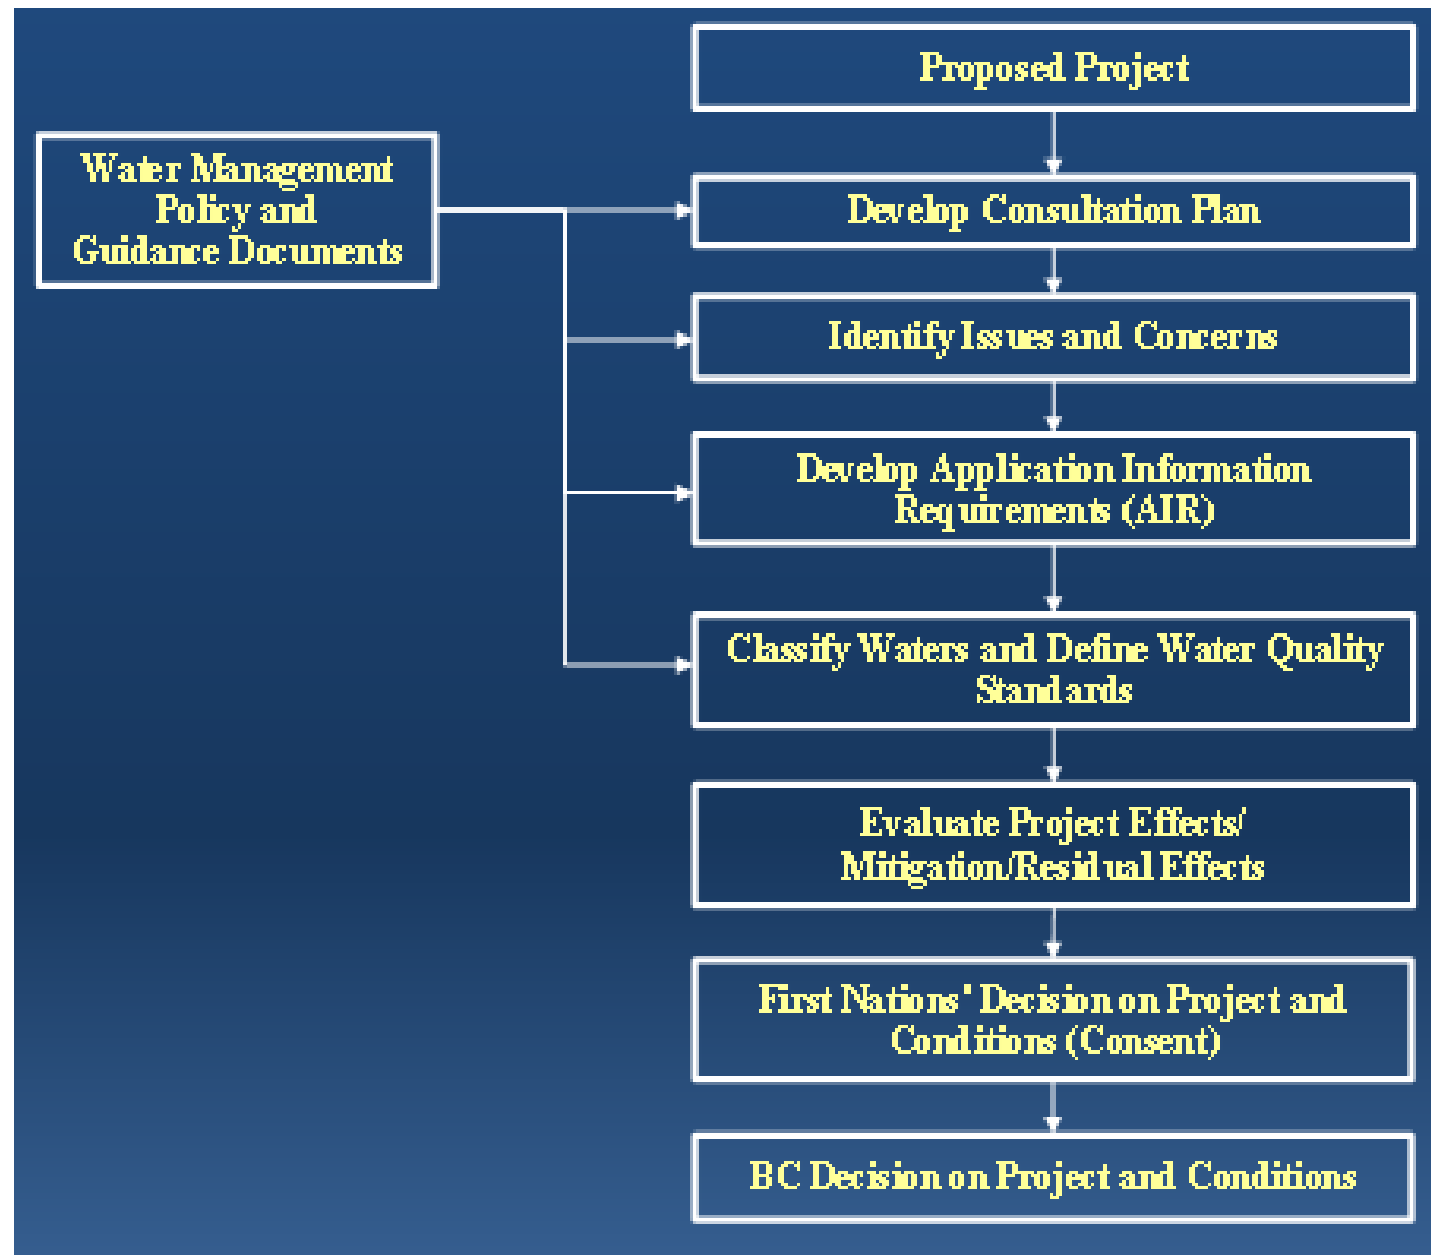 Proposed Project
Water Management
Policy and
Guidance Documents
Develop Consultation Plan
Identify Issues and Concerns
Develop Application Information
Requirements (AIR)
Classify Waters and Define Water Quality
Standards
Evaluate Project Effects/
Mitigation/Residual Effects
First Nations' Decision on Project and
Conditions (Consent)
BC Decision on Project and Conditions